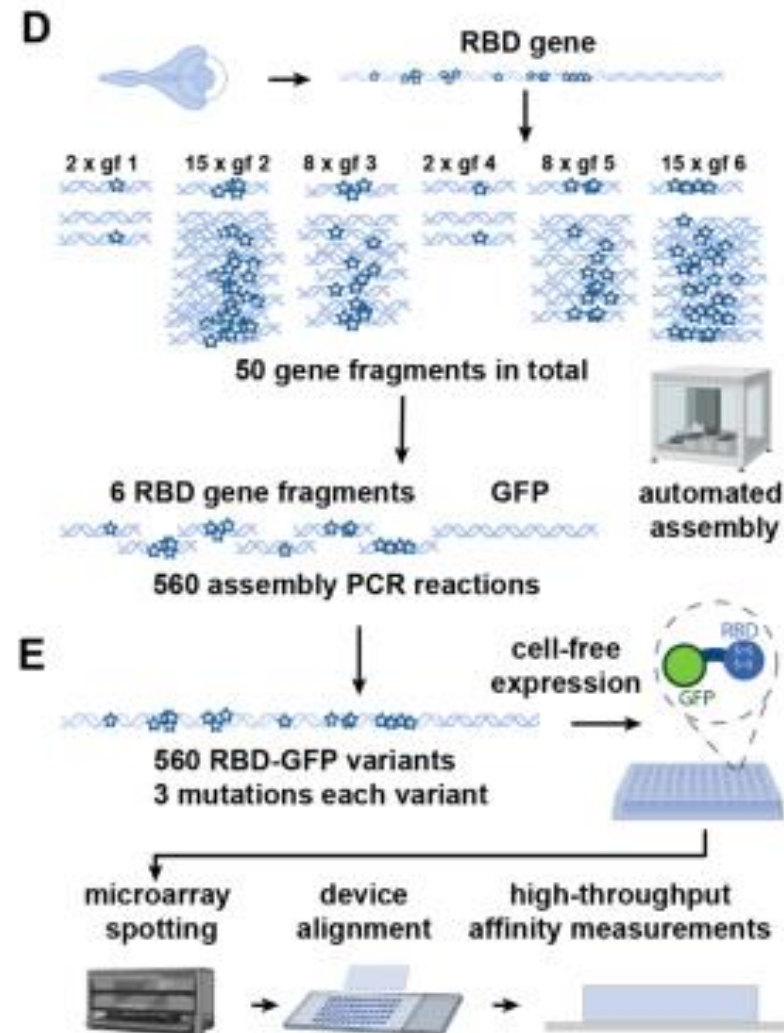 D
RBD gene
2 x gf 1 15 x gf 2 8 x gf 3 2 x gf 4 8 x gf 5 15 x gf 6
50 gene fragments in total
6 RBD gene fragments GFP
automated
assembly
560 assembly PCR reactions
E
cell-free
expression
RBD
GFP
560 RBD-GFP variants
3 mutations each variant
microarray
spotting
device
alignment
high-throughput
affinity measurements